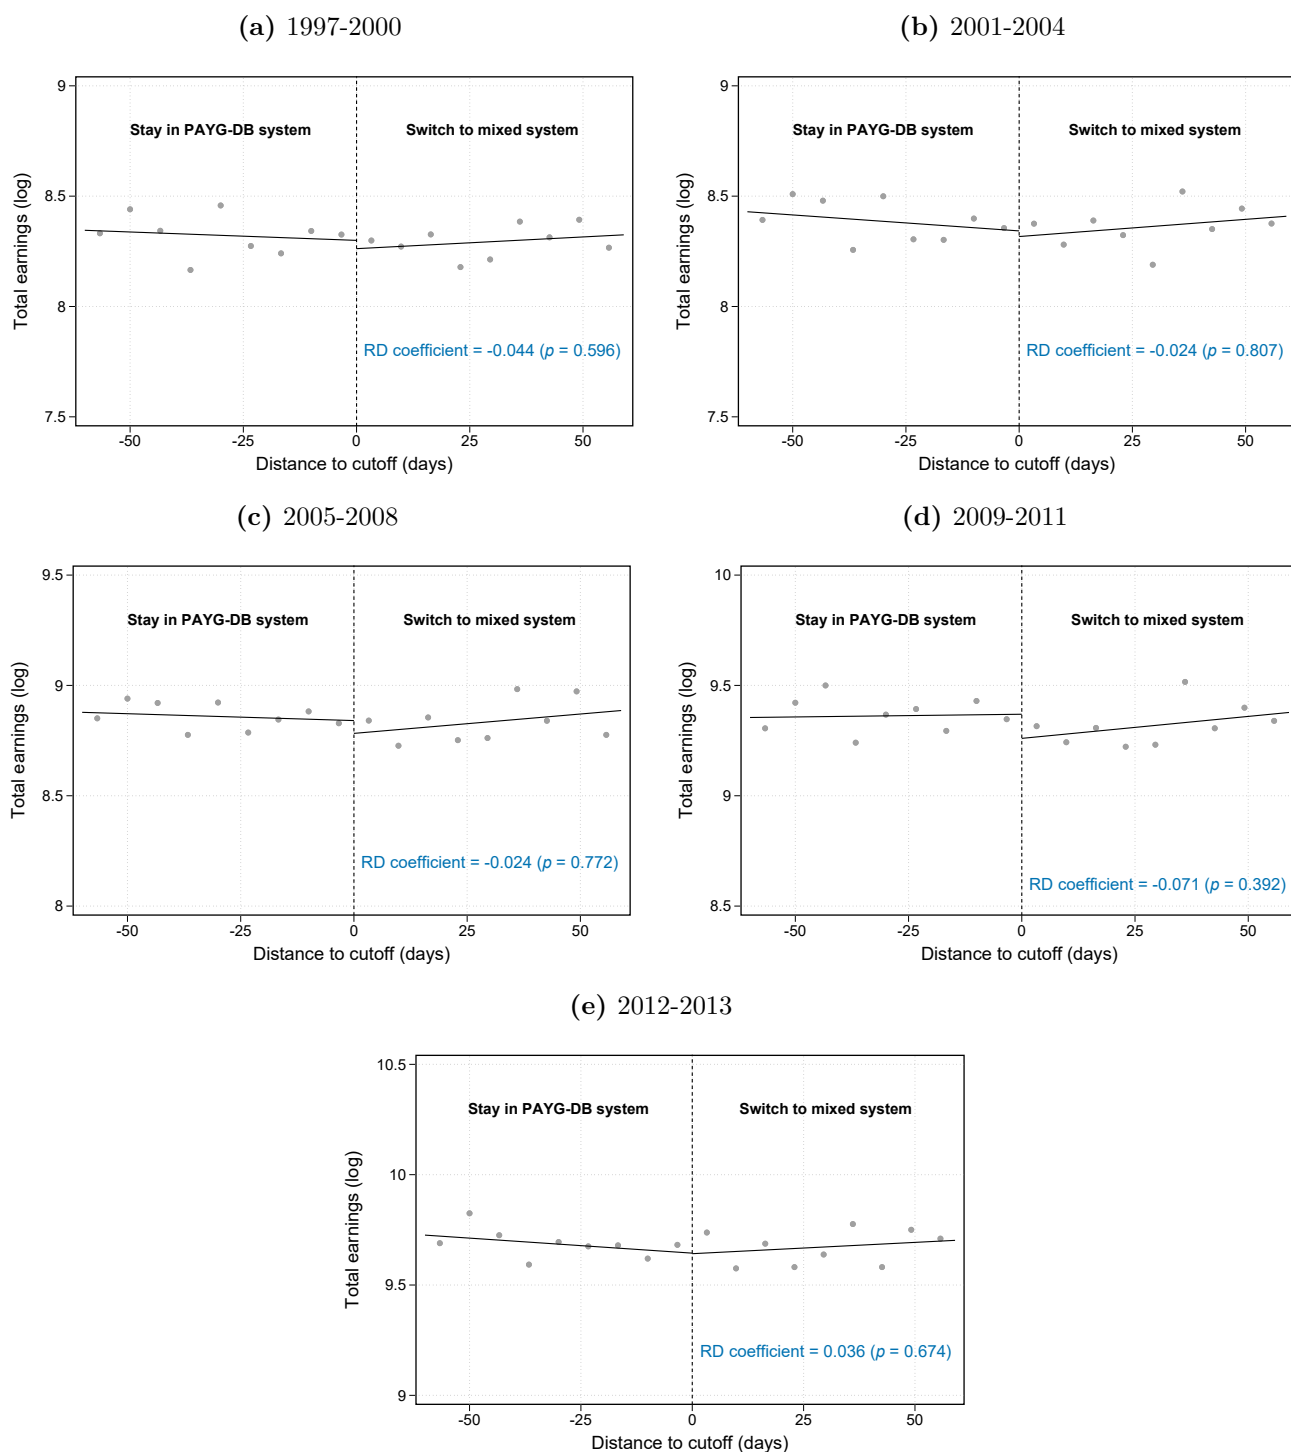 (a) 1997-2000
9
8.5
8
7.5
Total earnings (log)
Stay in PAYG-DB system
Switch to mixed system
RD coefficient = -0.044 (p = 0.596)
-50
-25
0
25
50
Distance to cutoff (days)
(b) 2001-2004
9
8.5
8
7.5
Total earnings (log)
Stay in PAYG-DB system
Switch to mixed system
RD coefficient = -0.024 (p = 0.807)
-50
-25
0
25
50
Distance to cutoff (days)
(c) 2005-2008
9.5
9
8.5
8
Total earnings (log)
Stay in PAYG-DB system
Switch to mixed system
RD coefficient = -0.024 (p = 0.772)
-50
-25
0
25
50
Distance to cutoff (days)
(d) 2009-2011
10
9.5
9
8.5
Total earnings (log)
Stay in PAYG-DB system
Switch to mixed system
RD coefficient = -0.071 (p = 0.392)
-50
-25
0
25
50
Distance to cutoff (days)
(e) 2012-2013
10.5
10
9.5
9
Total earnings (log)
Stay in PAYG-DB system
Switch to mixed system
RD coefficient = 0.036 (p = 0.674)
-50
-25
0
25
50
Distance to cutoff (days)